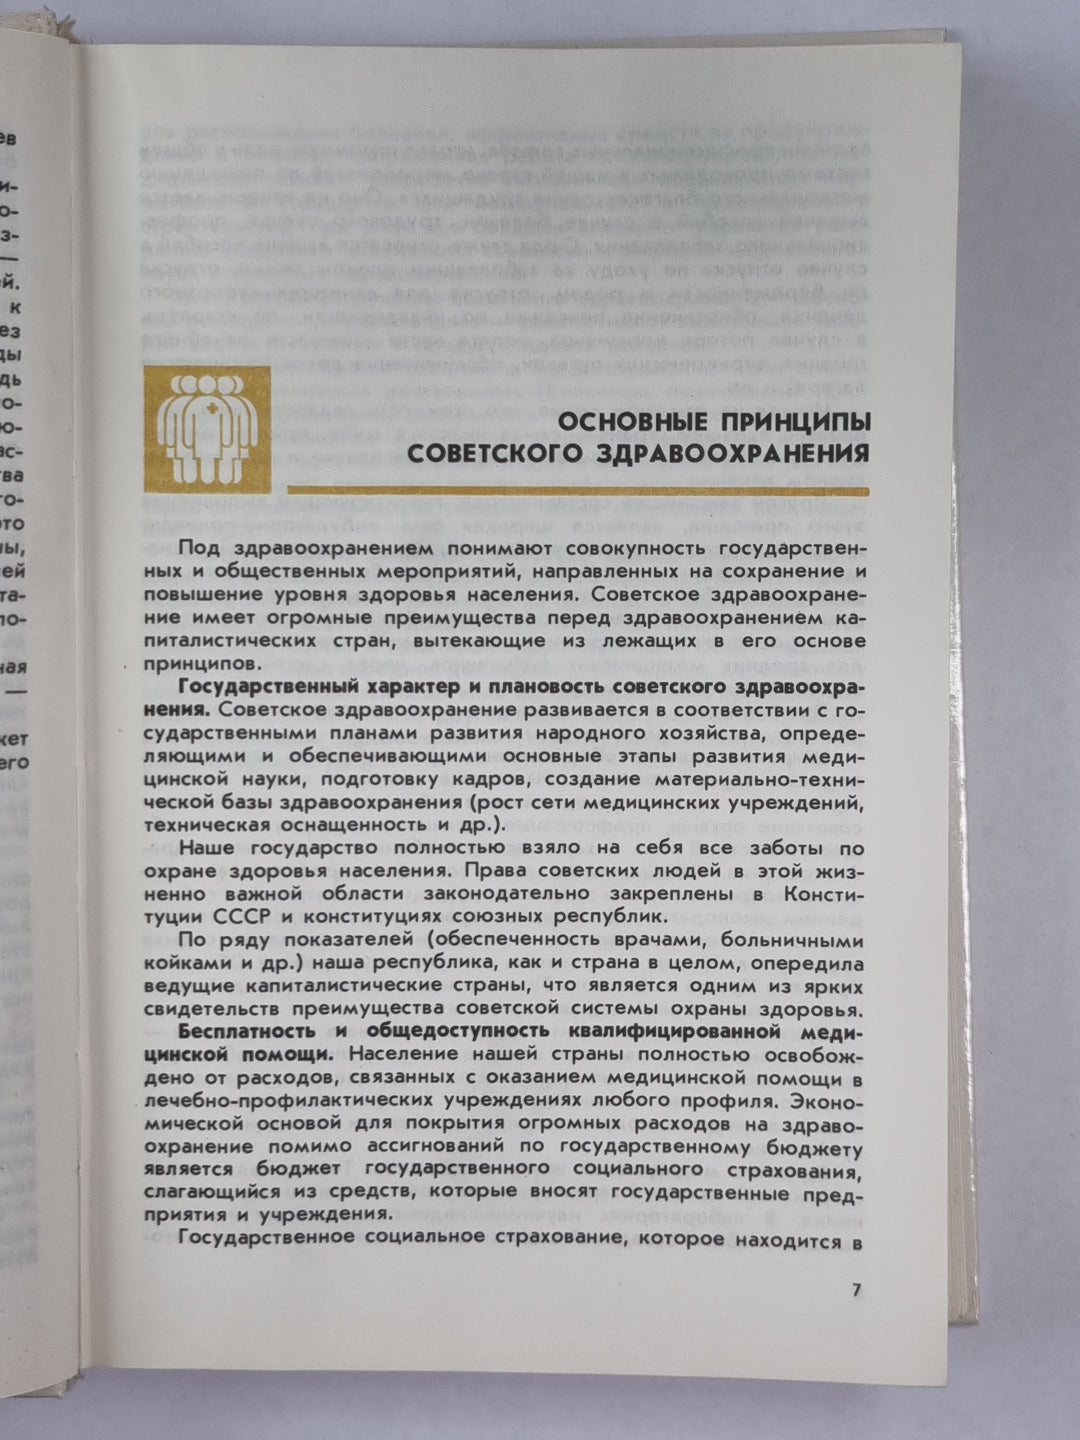 ОСНОВНЫЕ ПРИНЦИПЫ
СОВЕТСКОГО ЗДРАВООХРАНЕНИЯ
Под здравоохранением понимают совокупность государствен-
ных и общественных мероприятий, направленных на сохранение и
повышение уровня здоровья населения. Советское здравоохране-
ние имеет огромные преимущества перед здравоохранением ка-
питалистических стран, вытекающие из лежащих в его основе
принципов.
Государственный характер и плановость советского здравоохра-
нения. Советское здравоохранение развивается в соответствии с го-
сударственными планами развития народного хозяйства, опреде-
ляющими и обеспечивающими основные этапы развития меди-
цинской науки, подготовку кадров, создание материально-техни-
ческой базы здравоохранения (рост сети медицинских учреждений,
техническая оснащенность и др.).
Наше государство полностью взяло на себя все заботы по
охране здоровья населения. Права советских людей в этой жиз-
ненно важной области законодательно закреплены в Консти-
туции СССР и конституциях союзных республик.
По ряду показателей (обеспеченность врачами, больничными
койками и др.) наша республика, как и страна в целом, опередила
ведущие капиталистические страны, что является одним из ярких
свидетельств преимущества советской системы охраны здоровья.
Бесплатность и общедоступность квалифицированной меди-
цинской помощи. Население нашей страны полностью освобож-
дено от расходов, связанных с оказанием медицинской помощи в
лечебно-профилактических учреждениях любого профиля. Эконо-
мической основой для покрытия огромных расходов на здраво-
охранение помимо ассигнований по государственному бюджету
является бюджет государственного социального страхования,
слагающийся из средств, которые вносят государственные пред-
приятия и учреждения.
Государственное социальное страхование, которое находится в
7